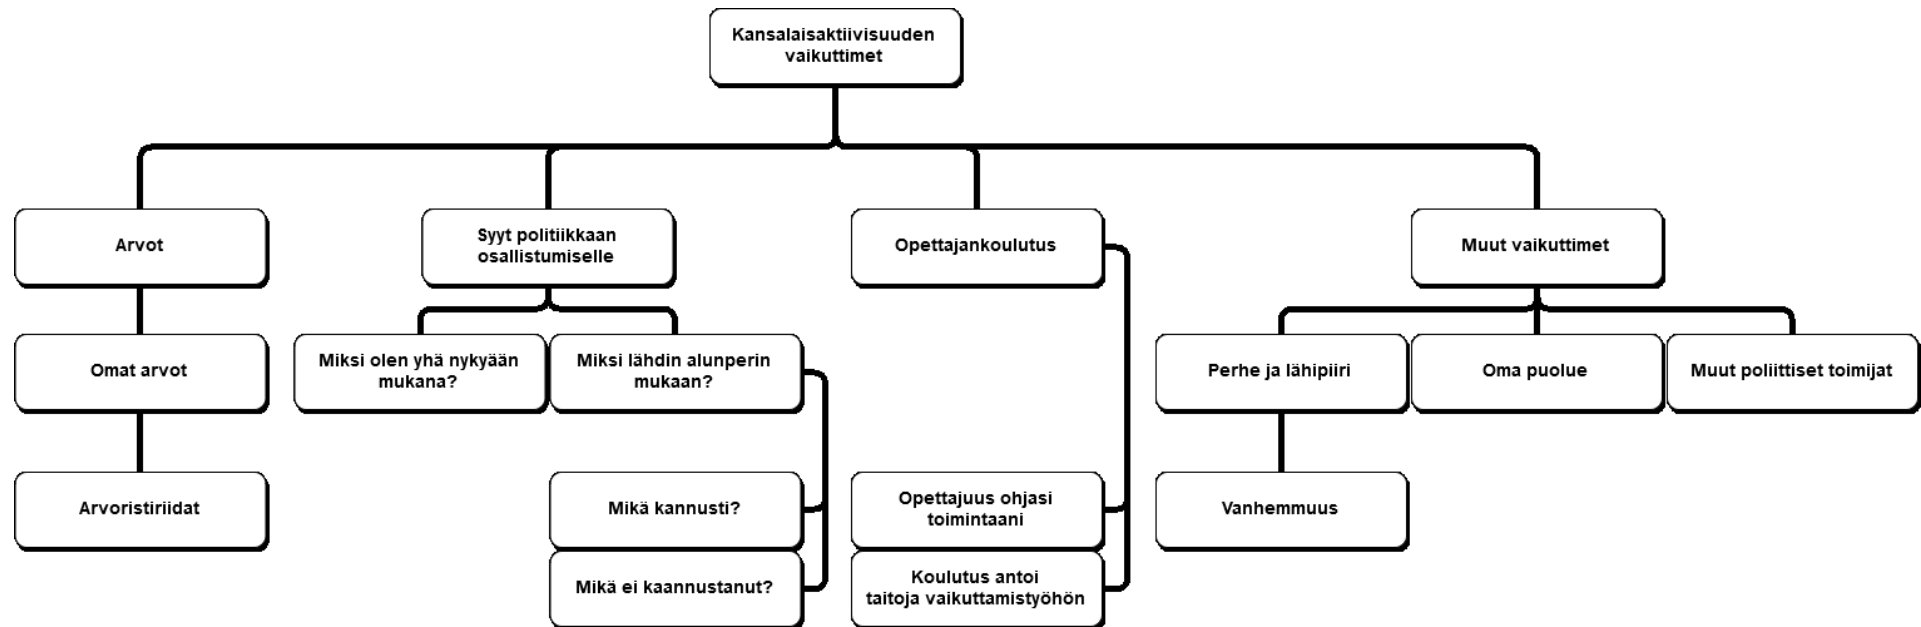 Kansalaisaktiivisuuden
vaikuttimet
Arvot
Syyt politiikkaan
osallistumiselle
Opettajankoulutus
Muut vaikuttimet
Omat arvot
Miksi olen yhä nykyään
mukana?
Miksi lähdin alunperin
mukaan?
Perhe ja lähipiiri
Oma puolue
Muut poliittiset toimijat
Arvoristiriidat
Mikä kannusti?
Opettajuus ohjasi
toimintaani
Vanhemmuus
Mikä ei kaannustanut?
Koulutus antoi
taitoja vaikuttamistyöhön